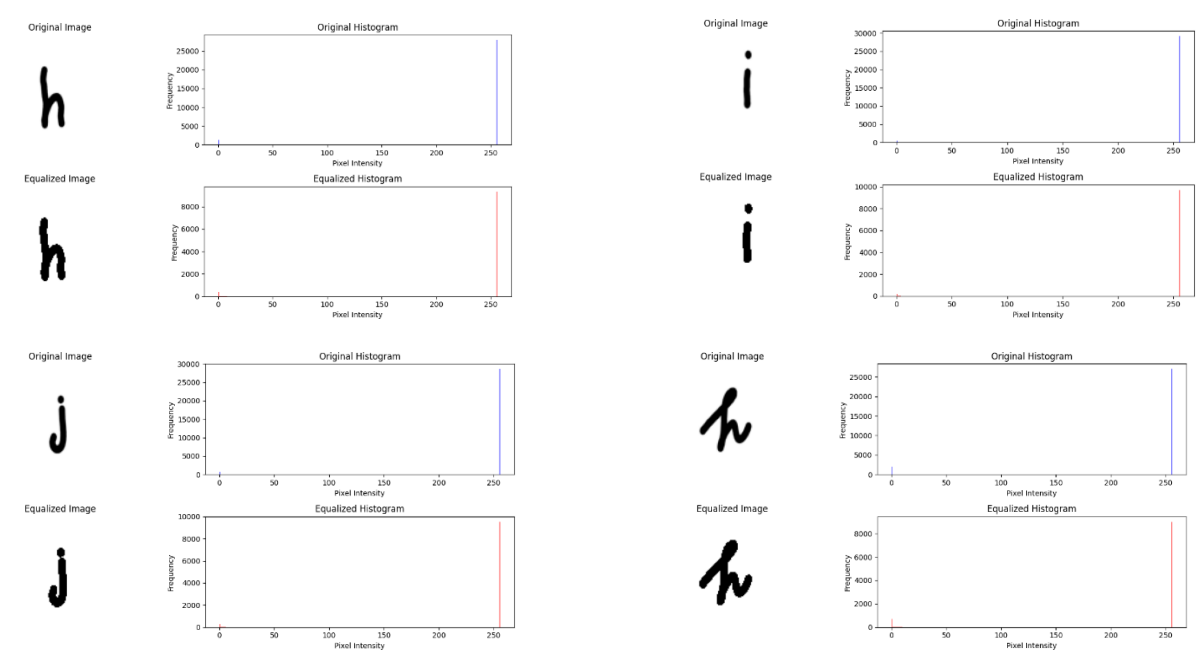 Original Image
h
Original Histogram
Frequency
25000
20000
15000
10000
5000
0
0 50 100 150 200 250
Pixel Intensity
Equalized Image
h
Equalized Histogram
Frequency
8000
6000
4000
2000
0
0 50 100 150 200 250
Pixel Intensity
Original Image
i
Original Histogram
Frequency
30000
25000
20000
15000
10000
5000
0
0 50 100 150 200 250
Pixel Intensity
Equalized Image
i
Equalized Histogram
Frequency
10000
8000
6000
4000
2000
0
0 50 100 150 200 250
Pixel Intensity
Original Image
j
Original Histogram
Frequency
30000
25000
20000
15000
10000
5000
0
0 50 100 150 200 250
Pixel Intensity
Equalized Image
j
Equalized Histogram
Frequency
10000
8000
6000
4000
2000
0
0 50 100 150 200 250
Pixel Intensity
Original Image
h
Original Histogram
Frequency
25000
20000
15000
10000
5000
0
0 50 100 150 200 250
Pixel Intensity
Equalized Image
h
Equalized Histogram
Frequency
8000
6000
4000
2000
0
0 50 100 150 200 250
Pixel Intensity